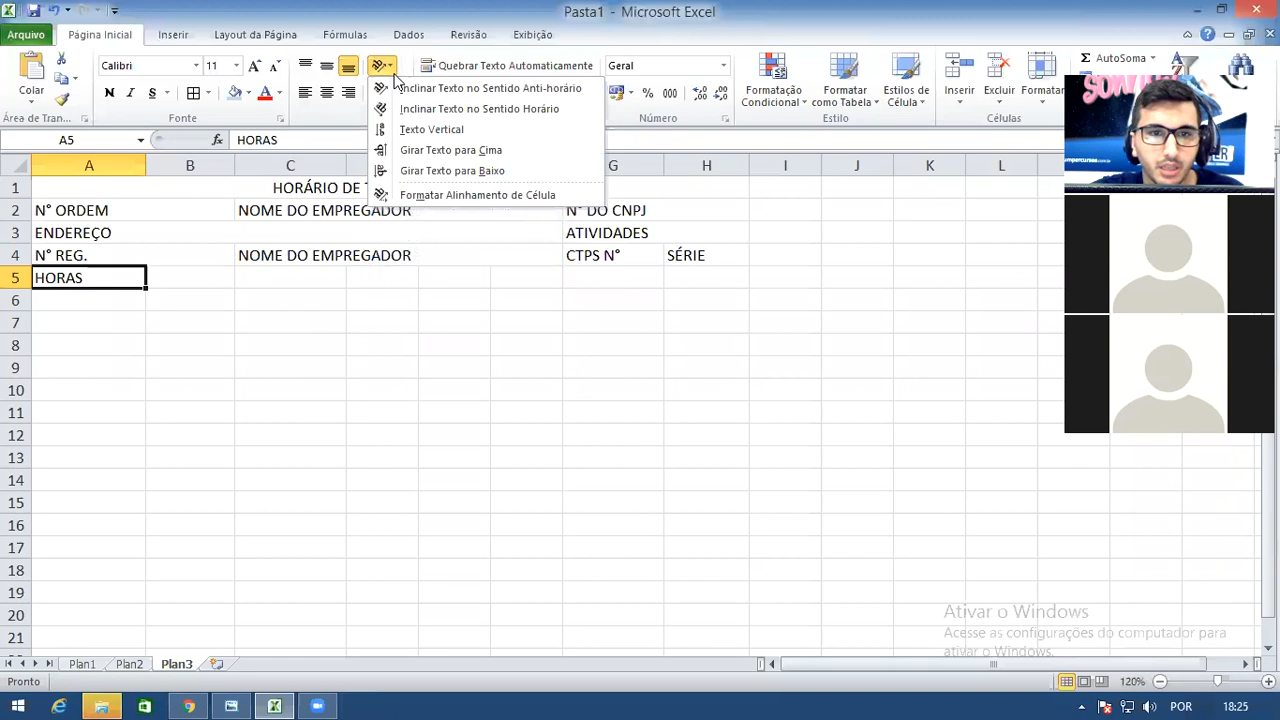 Pasta1 - Microsoft Excel
Arquivo Página Inicial Inserir Layout da Página Fórmulas Dados Revisão Exibição
Calibri 11 Quebrar Texto Automaticamente Geral AutoSoma
Colar N I S % 000 Formatação Condicional Formatar como Tabela Estilos de Célula Inserir Excluir
Área de Trans... Fonte Número Estilo Células
Inclinar Texto no Sentido Anti-horário
Inclinar Texto no Sentido Horário
Texto Vertical
Girar Texto para Cima
Girar Texto para Baixo
Formatar Alinhamento de Célula
A5 fx HORAS
A B C G H I J K L
1 HORÁRIO DE
2 N° ORDEM NOME DO EMPREGADOR N° DO CNPJ
3 ENDEREÇO ATIVIDADES
4 N° REG. NOME DO EMPREGADOR CTPS N° SÉRIE
5 HORAS
6
7
8
9
10
11
12
13
14
15
16
17
18
19
20
21
Ativar o Windows
Acesse as configurações do computador para
ativar o Windows.
Plan1 Plan2 Plan3
Pronto 120%
POR 18:25